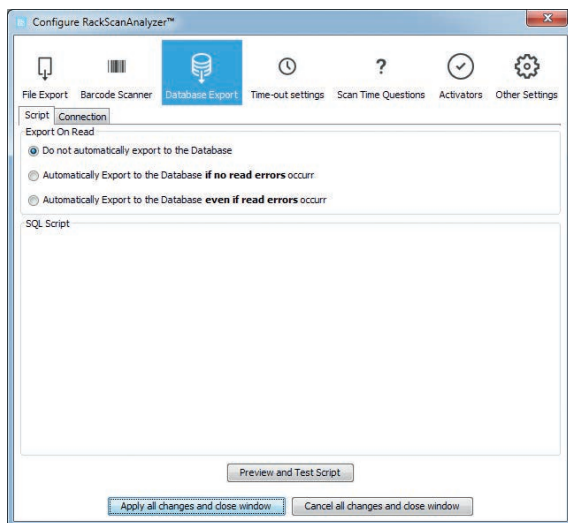 Configure RackScanAnalyzer™
File Export Barcode Scanner Database Export Time-out settings Scan Time Questions Activators Other Settings
Script Connection
Export On Read
Do not automatically export to the Database
Automatically Export to the Database if no read errors occurr
Automatically Export to the Database even if read errors occurr
SQL Script
Preview and Test Script
Apply all changes and close window Cancel all changes and close window